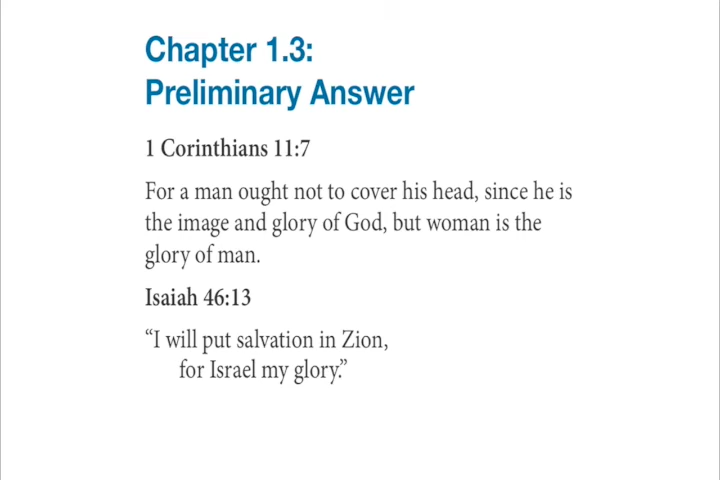 Chapter 1.3:
Preliminary Answer
1 Corinthians 11:7
For a man ought not to cover his head, since he is
the image and glory of God, but woman is the
glory of man.
Isaiah 46:13
“I will put salvation in Zion,
for Israel my glory.”